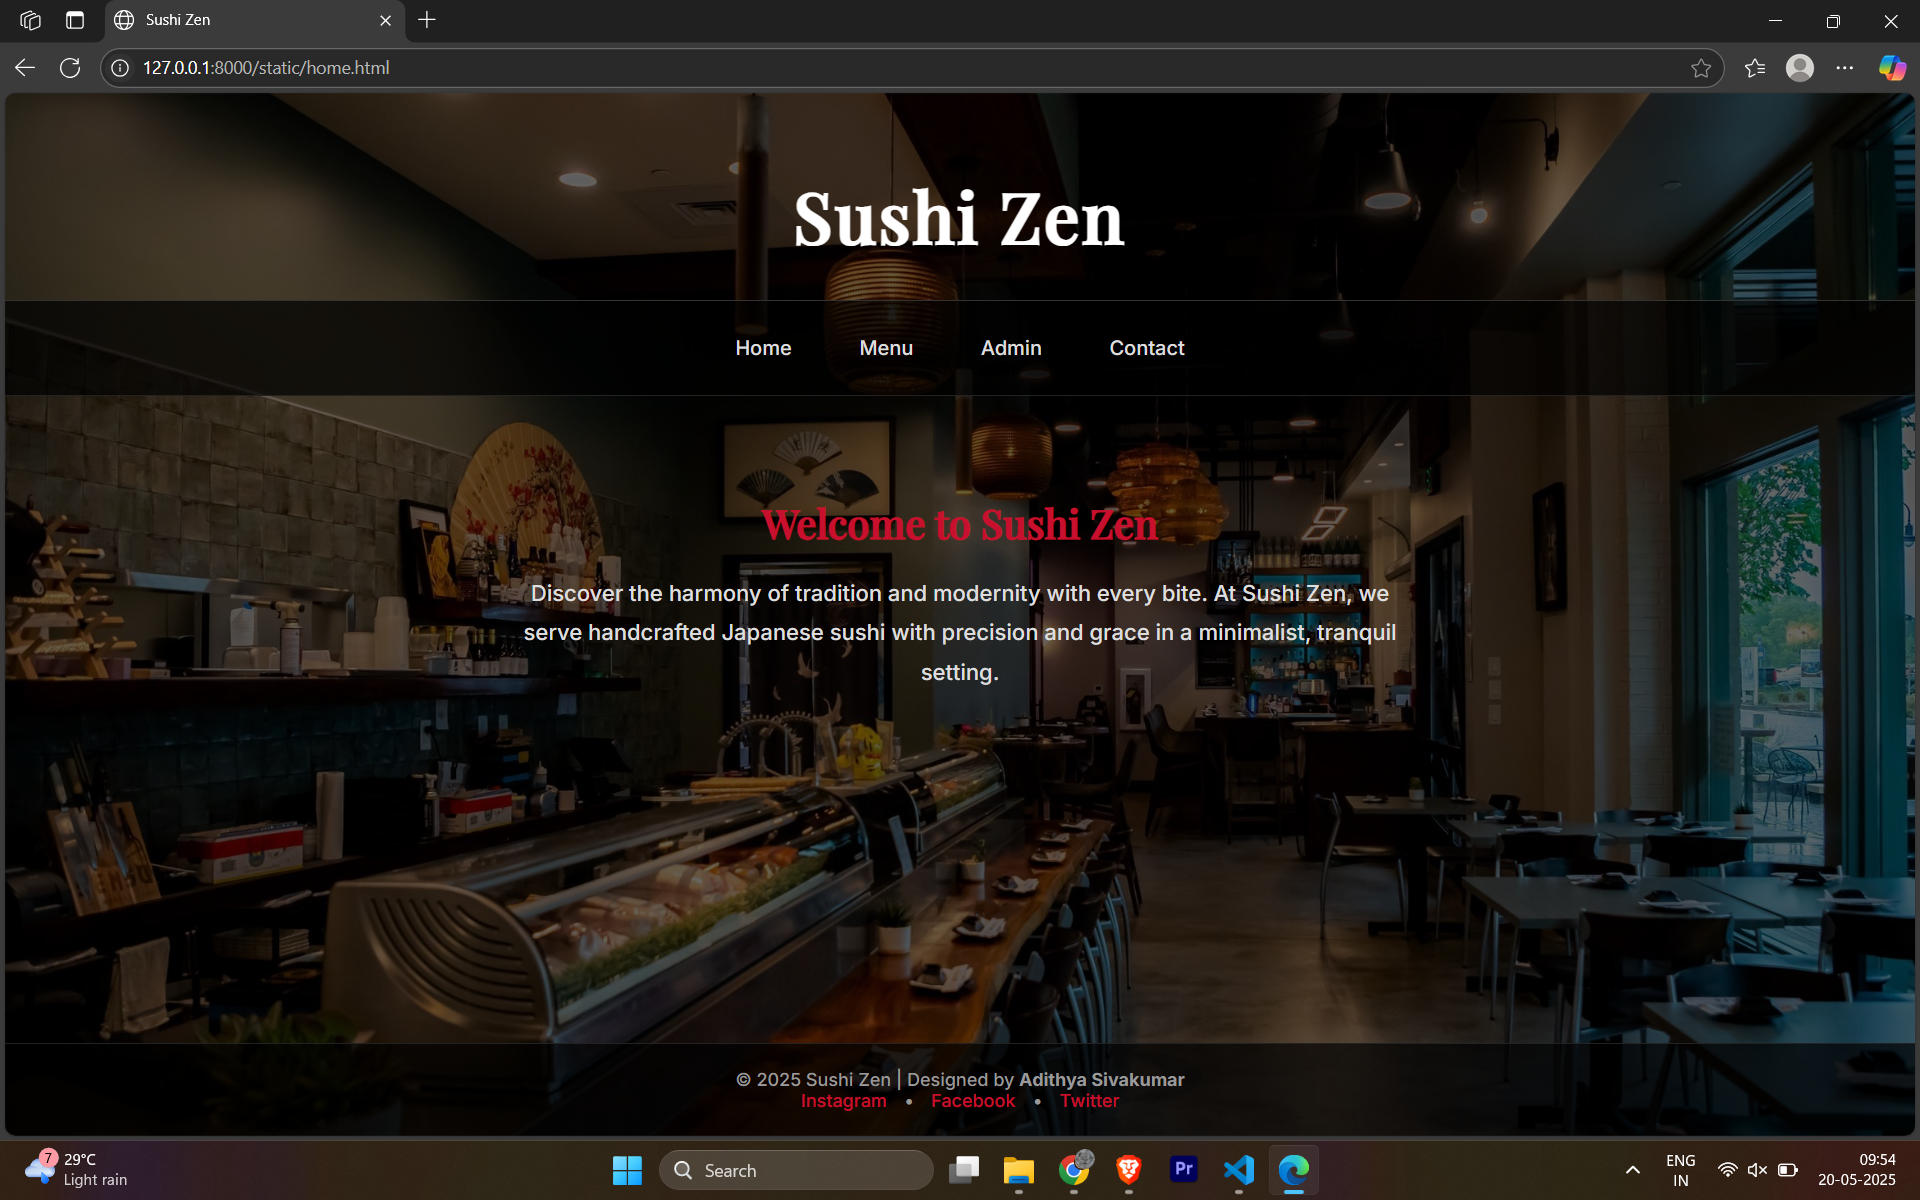 Sushi Zen
127.0.0.1:8000/static/home.html
Sushi Zen
Home Menu Admin Contact
Welcome to Sushi Zen
Discover the harmony of tradition and modernity with every bite. At Sushi Zen, we
serve handcrafted Japanese sushi with precision and grace in a minimalist, tranquil
setting.
© 2025 Sushi Zen | Designed by Adithya Sivakumar
Instagram • Facebook • Twitter
7
29°C
Light rain
Search
Pr
ENG
IN
09:54
20-05-2025